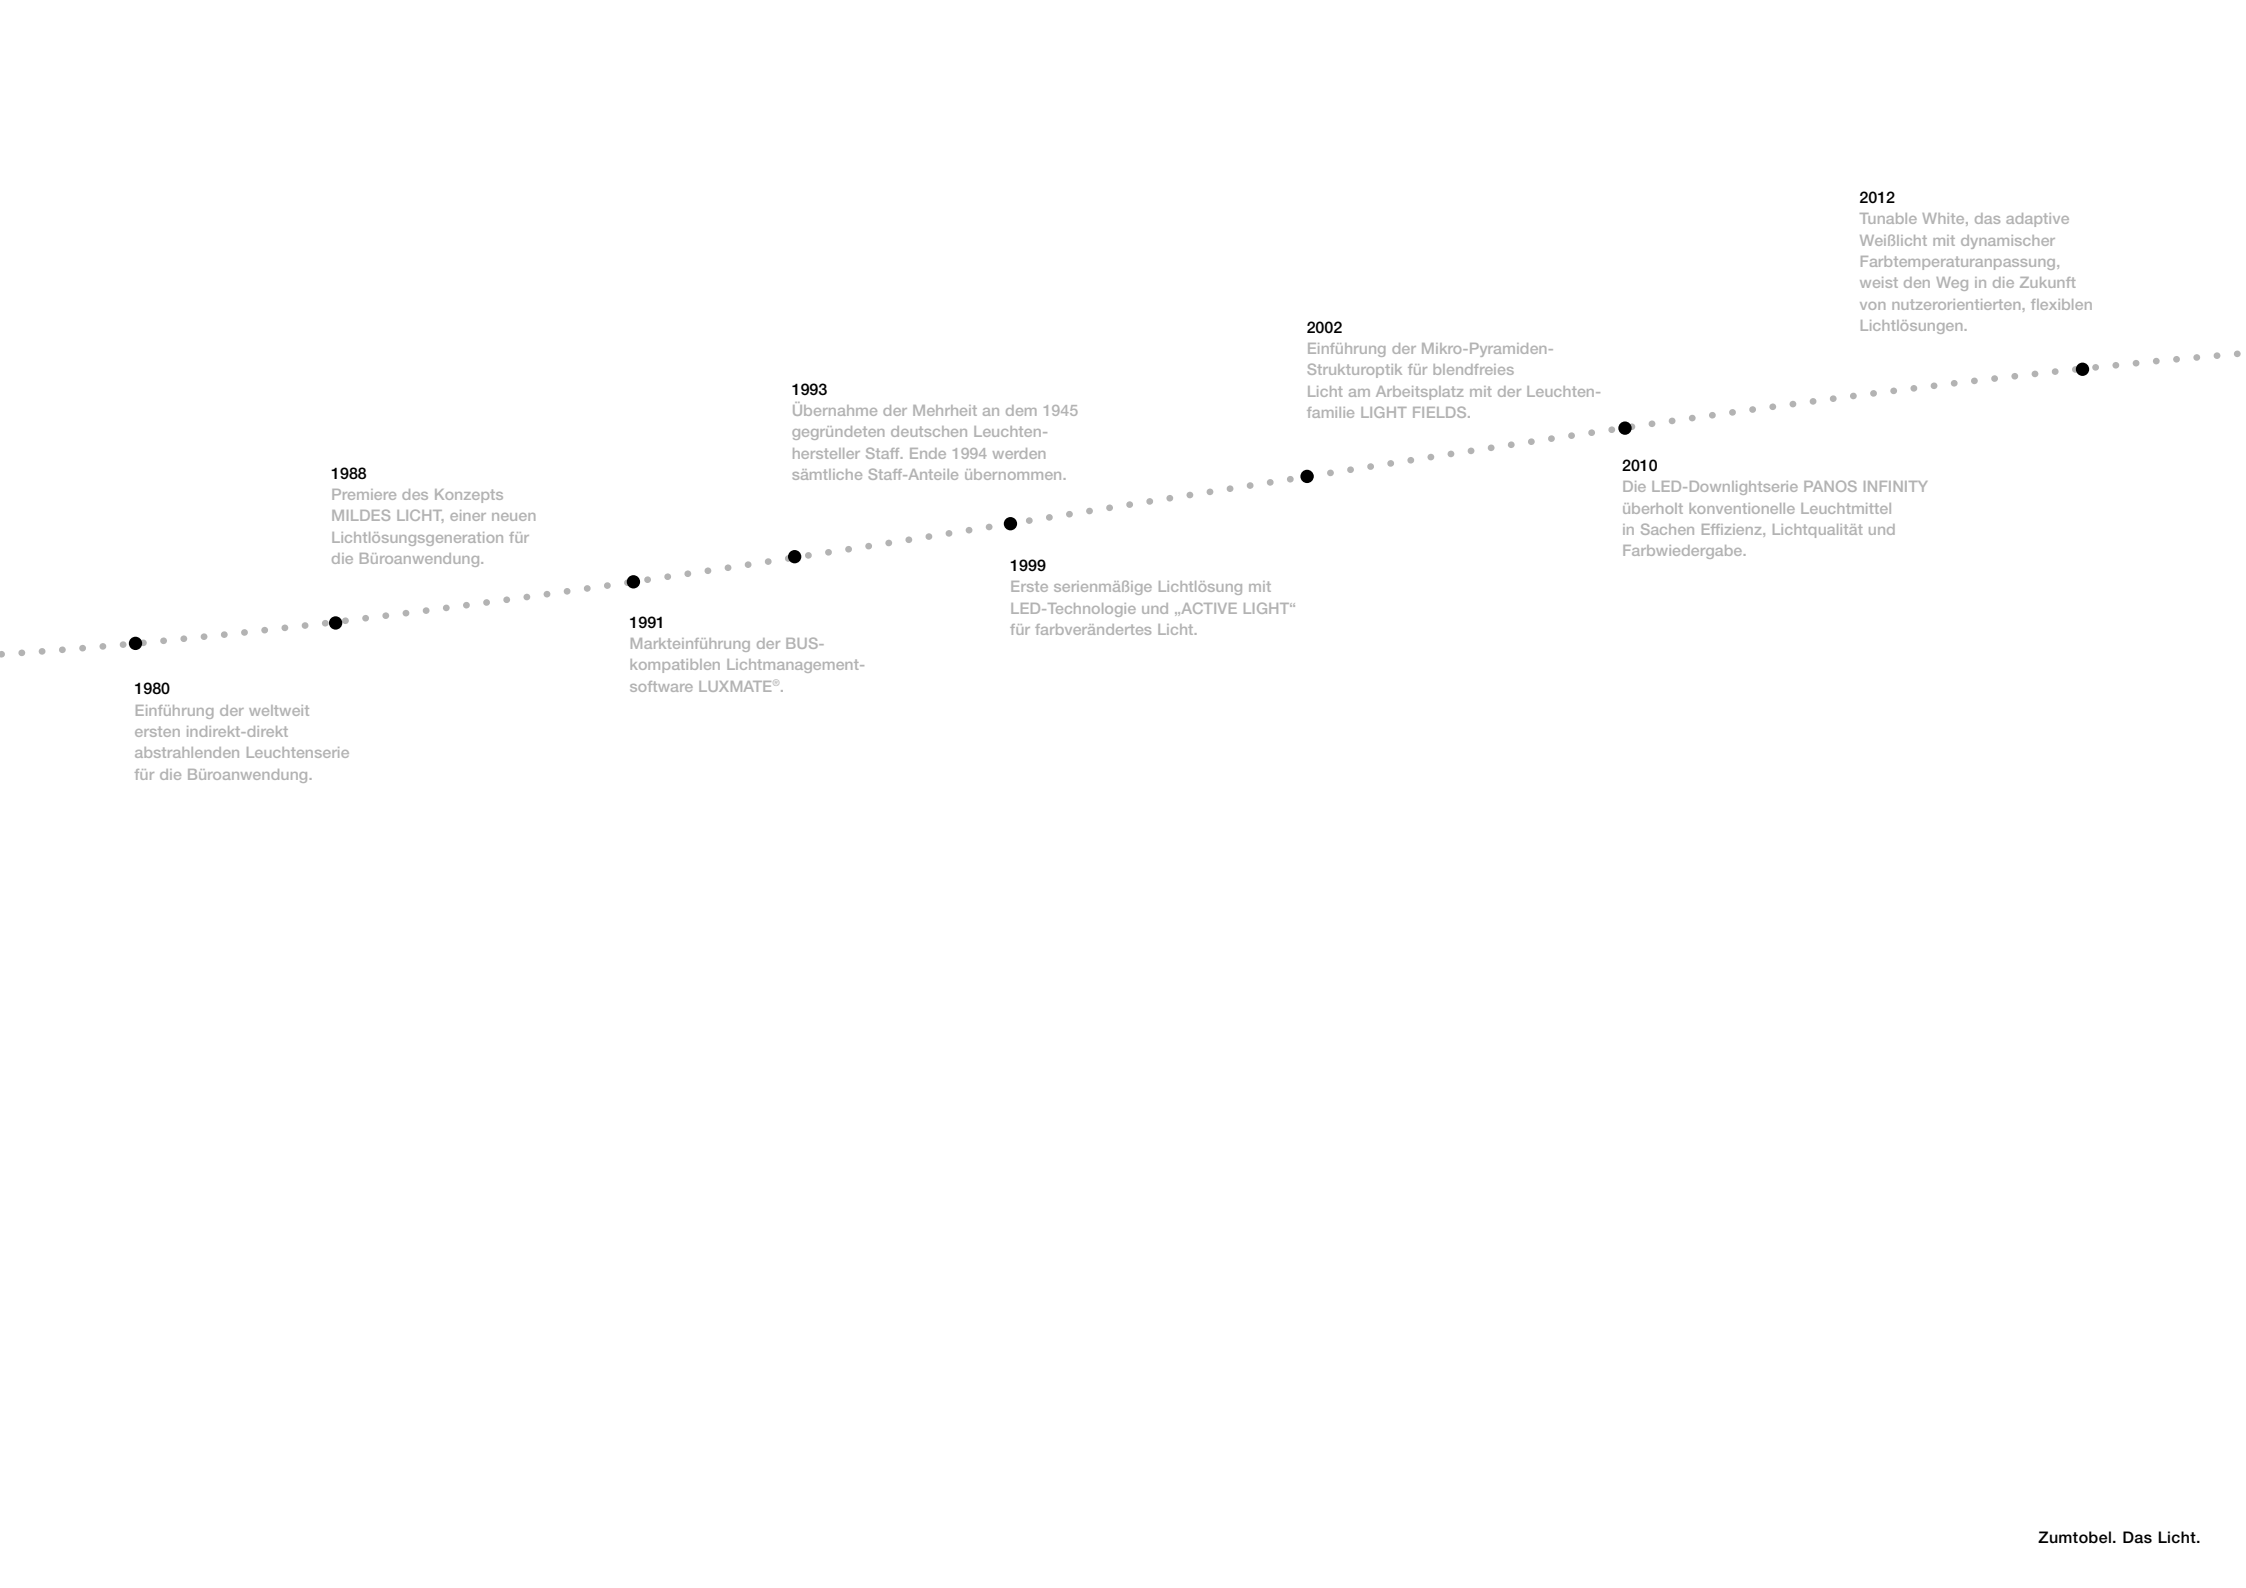 1980
Einführung der weltweit
ersten indirekt-direkt
abstrahlenden Leuchtenserie
für die Büroanwendung.
1988
Premiere des Konzepts
MILDES LICHT, einer neuen
Lichtlösungsgeneration für
die Büroanwendung.
1991
Markteinführung der BUS-
kompatiblen Lichtmanagement-
software LUXMATE®.
1993
Übernahme der Mehrheit an dem 1945
gegründeten deutschen Leuchten-
hersteller Staff. Ende 1994 werden
sämtliche Staff-Anteile übernommen.
1999
Erste serienmäßige Lichtlösung mit
LED-Technologie und „ACTIVE LIGHT“
für farbverändertes Licht.
2002
Einführung der Mikro-Pyramiden-
Strukturoptik für blendfreies
Licht am Arbeitsplatz mit der Leuchten-
familie LIGHT FIELDS.
2010
Die LED-Downlightserie PANOS INFINITY
überholt konventionelle Leuchtmittel
in Sachen Effizienz, Lichtqualität und
Farbwiedergabe.
2012
Tunable White, das adaptive
Weißlicht mit dynamischer
Farbtemperaturanpassung,
weist den Weg in die Zukunft
von nutzerorientierten, flexiblen
Lichtlösungen.
Zumtobel. Das Licht.